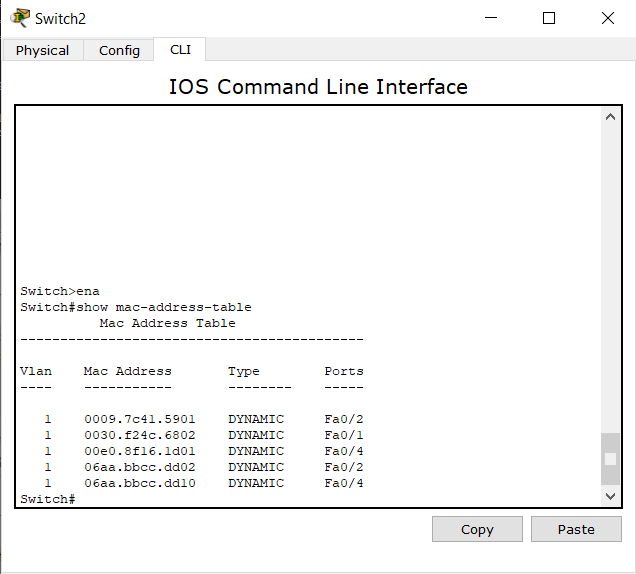 Switch2
Physical Config CLI
IOS Command Line Interface
Switch>ena
Switch#show mac-address-table
Mac Address Table
-------------------------------------------
Vlan Mac Address Type Ports
---- ----------- -------- -----
1 0009.7c41.5901 DYNAMIC Fa0/2
1 0030.f24c.6802 DYNAMIC Fa0/1
1 00e0.8f16.1d01 DYNAMIC Fa0/4
1 06aa.bbcc.dd02 DYNAMIC Fa0/2
1 06aa.bbcc.dd10 DYNAMIC Fa0/4
Switch#
Copy Paste